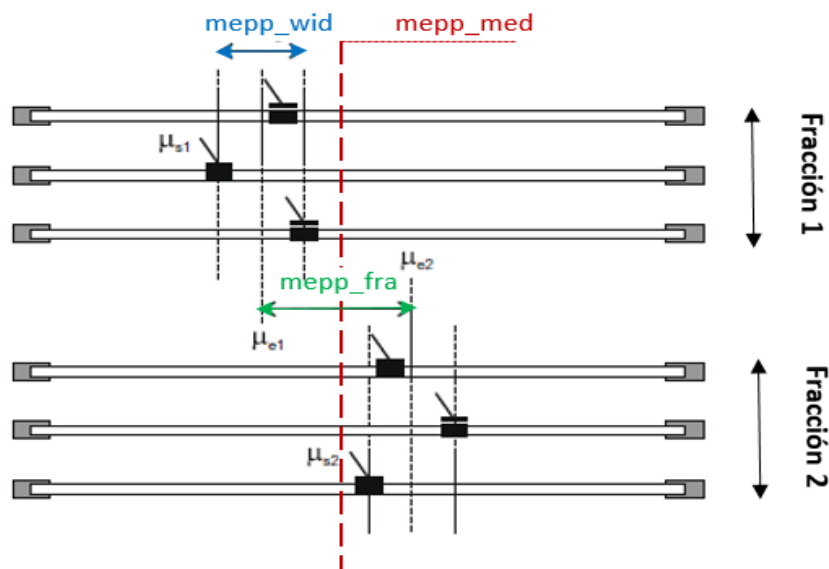 mepp_wid
mepp_med
μs1
Fracción 1
μe2
mepp_fra
μe1
μs2
Fracción 2